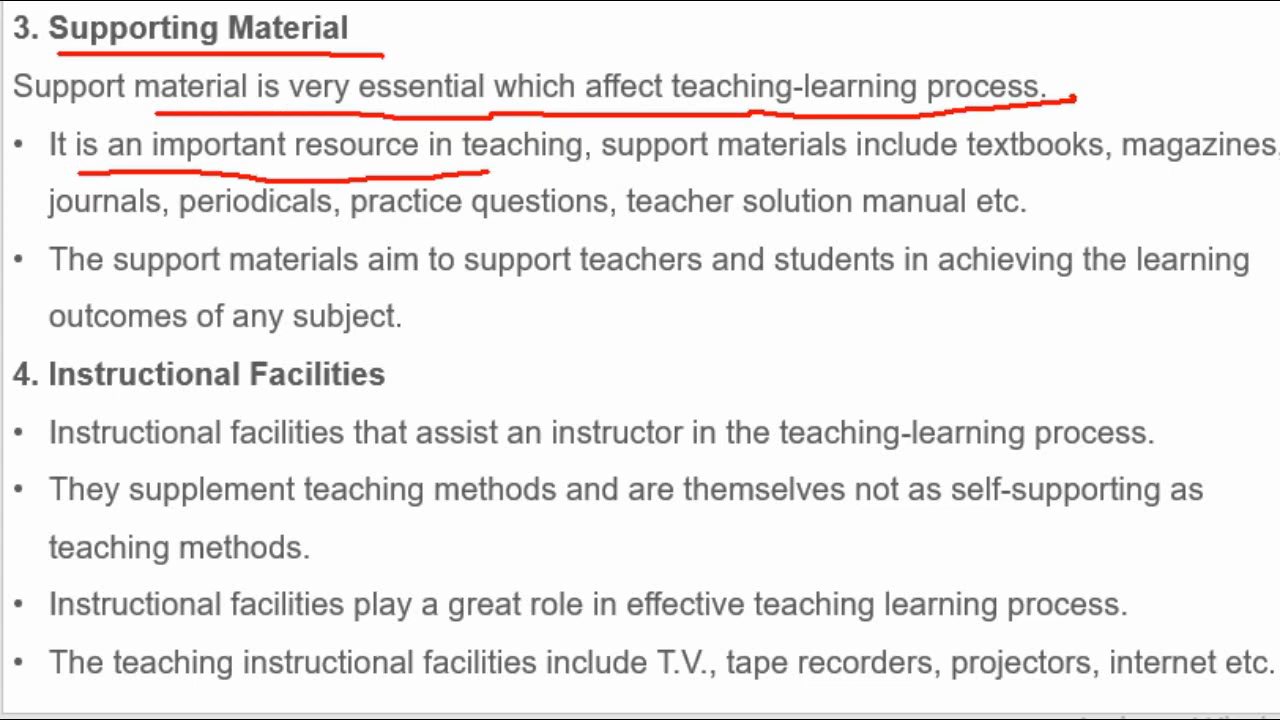 3. Supporting Material
Support material is very essential which affect teaching-learning process.
• It is an important resource in teaching, support materials include textbooks, magazines,
journals, periodicals, practice questions, teacher solution manual etc.
• The support materials aim to support teachers and students in achieving the learning
outcomes of any subject.
4. Instructional Facilities
• Instructional facilities that assist an instructor in the teaching-learning process.
• They supplement teaching methods and are themselves not as self-supporting as
teaching methods.
• Instructional facilities play a great role in effective teaching learning process.
• The teaching instructional facilities include T.V., tape recorders, projectors, internet etc.